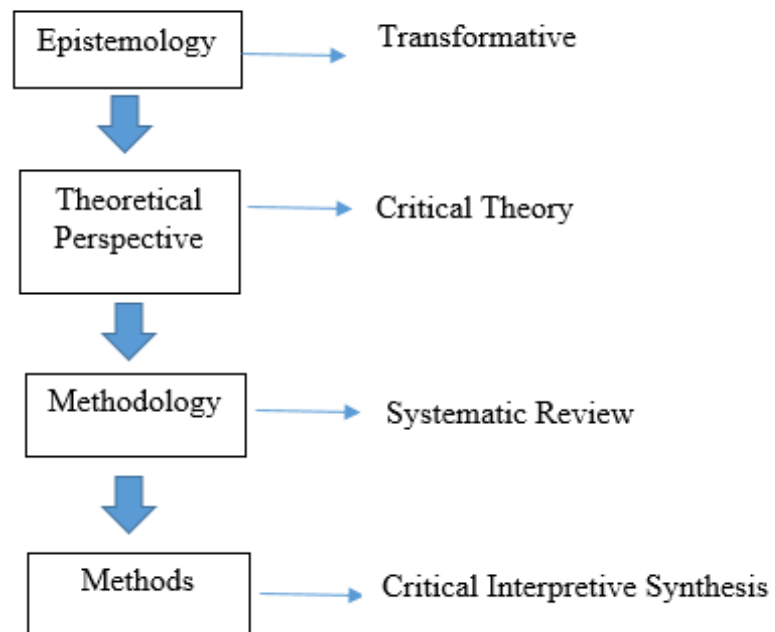 Epistemology
Transformative
Theoretical
Perspective
Critical Theory
Methodology
Systematic Review
Methods
Critical Interpretive Synthesis